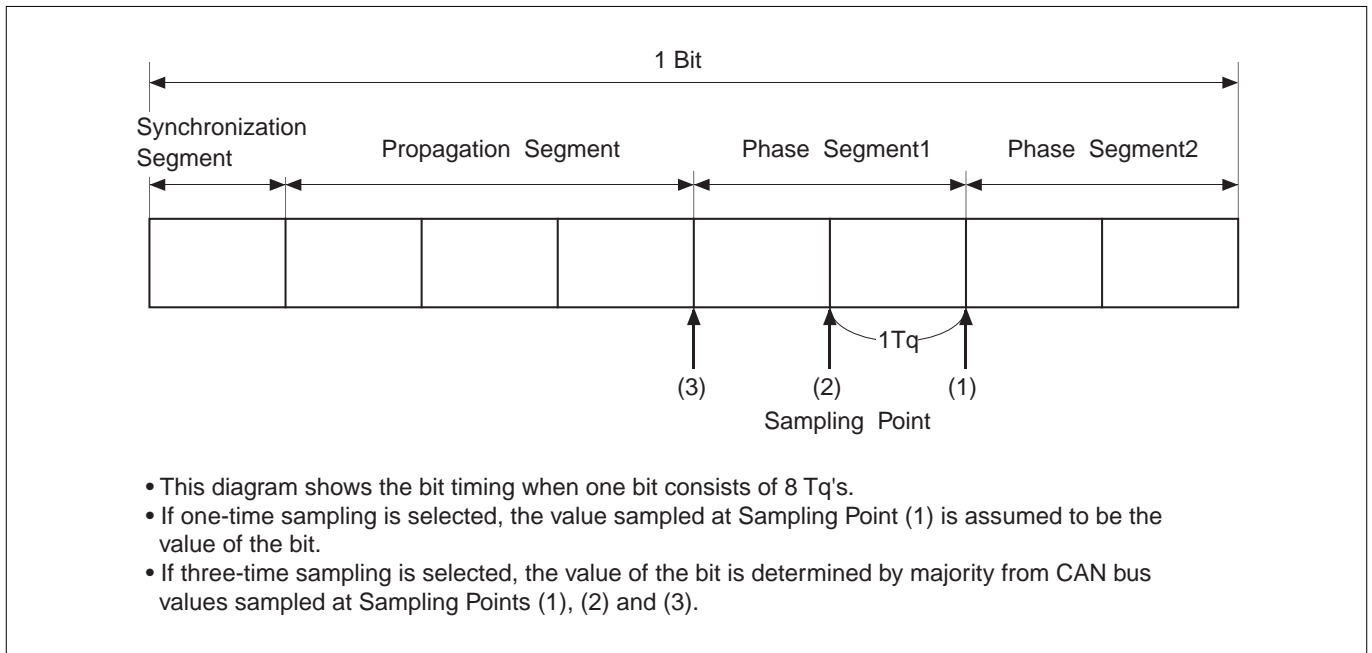 1 Bit
Synchronization
Segment
Propagation Segment
Phase Segment1
Phase Segment2
1Tq
(3)
(2)
(1)
Sampling Point
• This diagram shows the bit timing when one bit consists of 8 Tq's.
• If one-time sampling is selected, the value sampled at Sampling Point (1) is assumed to be the
value of the bit.
• If three-time sampling is selected, the value of the bit is determined by majority from CAN bus
values sampled at Sampling Points (1), (2) and (3).